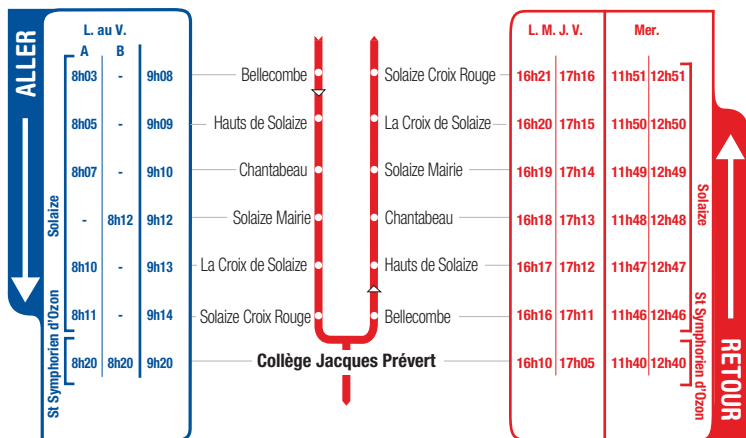 ALLER
L. au V.
A B
L. M. J. V. Mer.
8h03 - 9h08 Bellecombe Solaize Croix Rouge 16h21 17h16 11h51 12h51
8h05 - 9h09 Hauts de Solaize La Croix de Solaize 16h20 17h15 11h50 12h50
8h07 - 9h10 Chantabeau Solaize Mairie 16h19 17h14 11h49 12h49
- 8h12 9h12 Solaize Mairie Chantabeau 16h18 17h13 11h48 12h48
8h10 - 9h13 La Croix de Solaize Hauts de Solaize 16h17 17h12 11h47 12h47
8h11 - 9h14 Solaize Croix Rouge Bellecombe 16h16 17h11 11h46 12h46
8h20 8h20 9h20 Collège Jacques Prévert 16h10 17h05 11h40 12h40
Solaize
St Symphorien d'Ozon
Solaize
St Symphorien d'Ozon
RETOUR